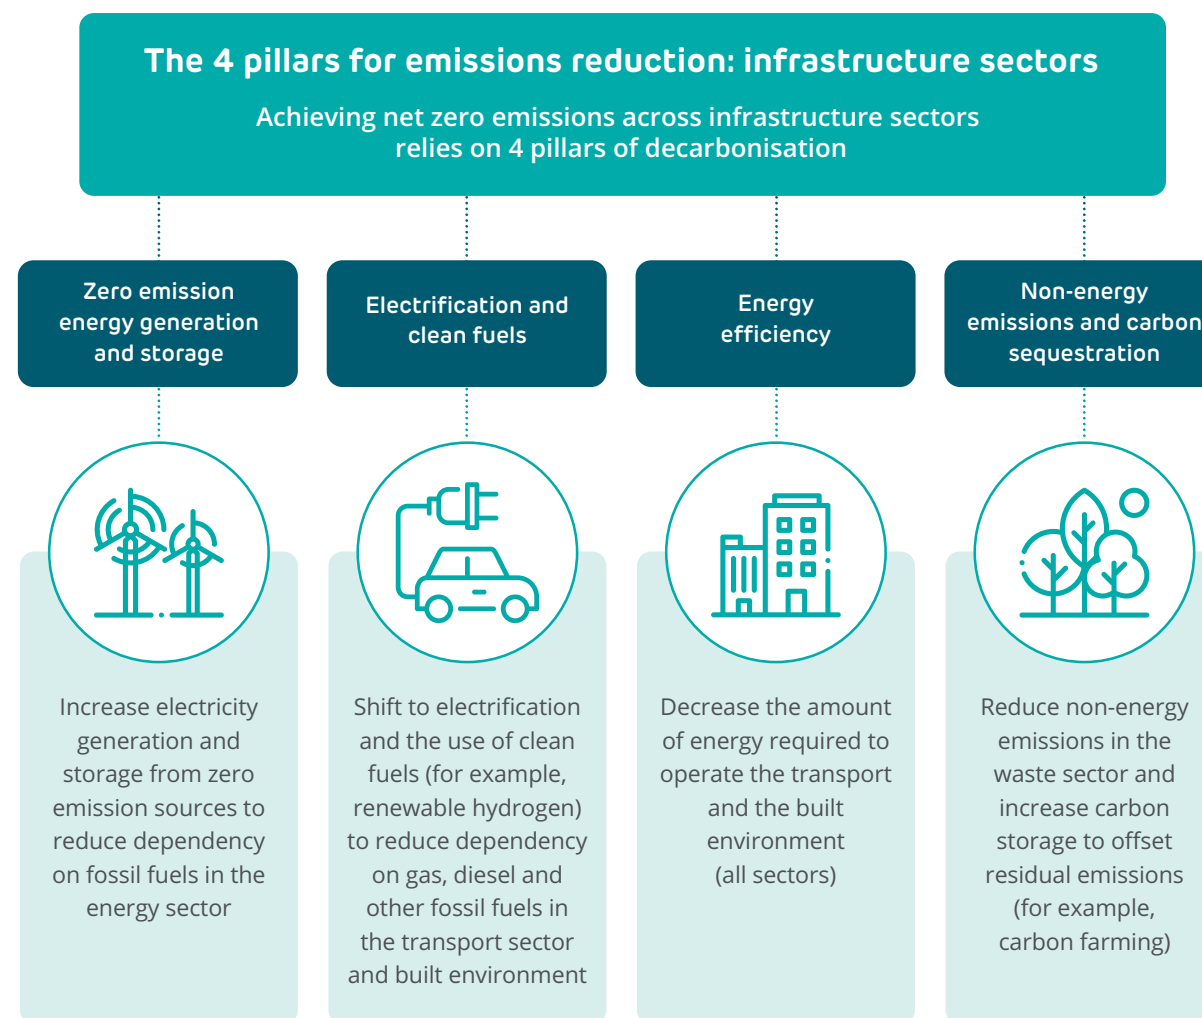 The 4 pillars for emissions reduction: infrastructure sectors
Achieving net zero emissions across infrastructure sectors
relies on 4 pillars of decarbonisation
Zero emission
energy generation
and storage
Electrification and
clean fuels
Energy
efficiency
Non-energy
emissions and carbon
sequestration
Increase electricity
generation and
storage from zero
emission sources to
reduce dependency
on fossil fuels in the
energy sector
Shift to electrification
and the use of clean
fuels (for example,
renewable hydrogen)
to reduce dependency
on gas, diesel and
other fossil fuels in
the transport sector
and built environment
Decrease the amount
of energy required to
operate the transport
and the built
environment
(all sectors)
Reduce non-energy
emissions in the
waste sector and
increase carbon
storage to offset
residual emissions
(for example,
carbon farming)